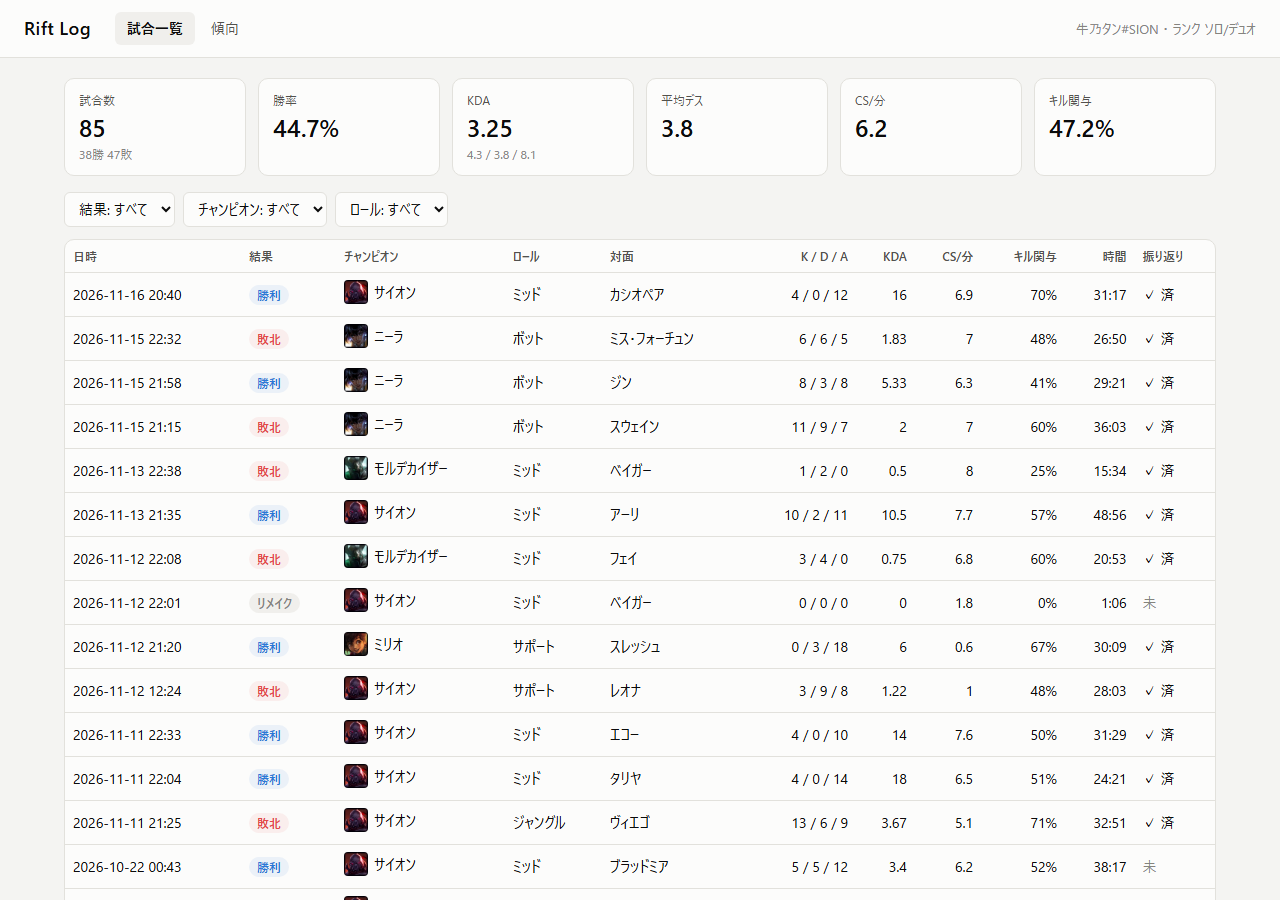 Rift Log 試合一覧 傾向 牛乃タン#SION・ランク ソロ/デュオ
試合数 勝率 KDA 平均デス CS/分 キル関与
85 44.7% 3.25 3.8 6.2 47.2%
38勝 47敗 4.3 / 3.8 / 8.1
結果: すべて チャンピオン: すべて ロール: すべて
日時 結果 チャンピオン ロール 対面 K / D / A KDA CS/分 キル関与 時間 振り返り
2026-11-16 20:40 勝利 サイオン ミッド カシオペア 4 / 0 / 12 16 6.9 70% 31:17 ✓ 済
2026-11-15 22:32 敗北 ニーラ ボット ミス・フォーチュン 6 / 6 / 5 1.83 7 48% 26:50 ✓ 済
2026-11-15 21:58 勝利 ニーラ ボット ジン 8 / 3 / 8 5.33 6.3 41% 29:21 ✓ 済
2026-11-15 21:15 敗北 ニーラ ボット スウェイン 11 / 9 / 7 2 7 60% 36:03 ✓ 済
2026-11-13 22:38 敗北 モルデカイザー ミッド ベイガー 1 / 2 / 0 0.5 8 25% 15:34 ✓ 済
2026-11-13 21:35 勝利 サイオン ミッド アーリ 10 / 2 / 11 10.5 7.7 57% 48:56 ✓ 済
2026-11-12 22:08 敗北 モルデカイザー ミッド フェイ 3 / 4 / 0 0.75 6.8 60% 20:53 ✓ 済
2026-11-12 22:01 リメイク サイオン ミッド ベイガー 0 / 0 / 0 0 1.8 0% 1:06 未
2026-11-12 21:20 勝利 ミリオ サポート スレッシュ 0 / 3 / 18 6 0.6 67% 30:09 ✓ 済
2026-11-12 12:24 敗北 サイオン サポート レオナ 3 / 9 / 8 1.22 1 48% 28:03 ✓ 済
2026-11-11 22:33 勝利 サイオン ミッド エコー 4 / 0 / 10 14 7.6 50% 31:29 ✓ 済
2026-11-11 22:04 勝利 サイオン ミッド タリヤ 4 / 0 / 14 18 6.5 51% 24:21 ✓ 済
2026-11-11 21:25 敗北 サイオン ジャングル ヴィエゴ 13 / 6 / 9 3.67 5.1 71% 32:51 ✓ 済
2026-10-22 00:43 勝利 サイオン ミッド ブラッドミア 5 / 5 / 12 3.4 6.2 52% 38:17 未